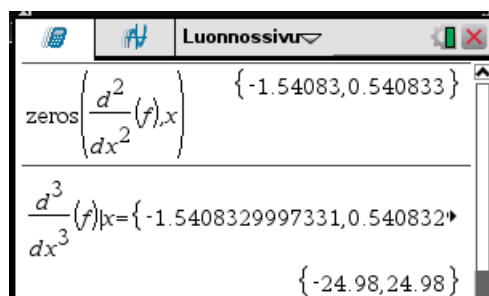 Luonnossivu
zeros(d²/dx²(f),x) {-1.54083,0.540833}
d³/dx³(f)|x={-1.5408329997331,0.540832
{-24.98,24.98}